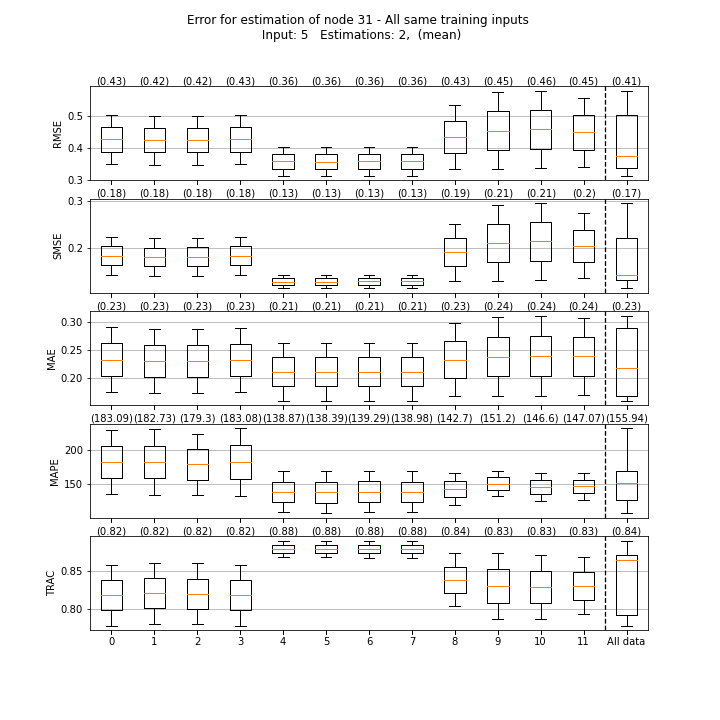 Error for estimation of node 31 - All same training inputs
Input: 5 Estimations: 2, (mean)
(0.43) (0.42) (0.42) (0.43) (0.36) (0.36) (0.36) (0.36) (0.43) (0.45) (0.46) (0.45) (0.41)
0.5
0.4
0.3
RMSE
(0.18) (0.18) (0.18) (0.18) (0.13) (0.13) (0.13) (0.13) (0.19) (0.21) (0.21) (0.2) (0.17)
0.3
0.2
SMSE
(0.23) (0.23) (0.23) (0.23) (0.21) (0.21) (0.21) (0.21) (0.23) (0.24) (0.24) (0.24) (0.23)
0.30
0.25
0.20
MAE
(183.09) (182.73) (179.3) (183.08) (138.87) (138.39) (139.29) (138.98) (142.7) (151.2) (146.6) (147.07) (155.94)
200
150
MAPE
(0.82) (0.82) (0.82) (0.82) (0.88) (0.88) (0.88) (0.88) (0.84) (0.83) (0.83) (0.83) (0.84)
0.85
0.80
TRAC
0 1 2 3 4 5 6 7 8 9 10 11 All data